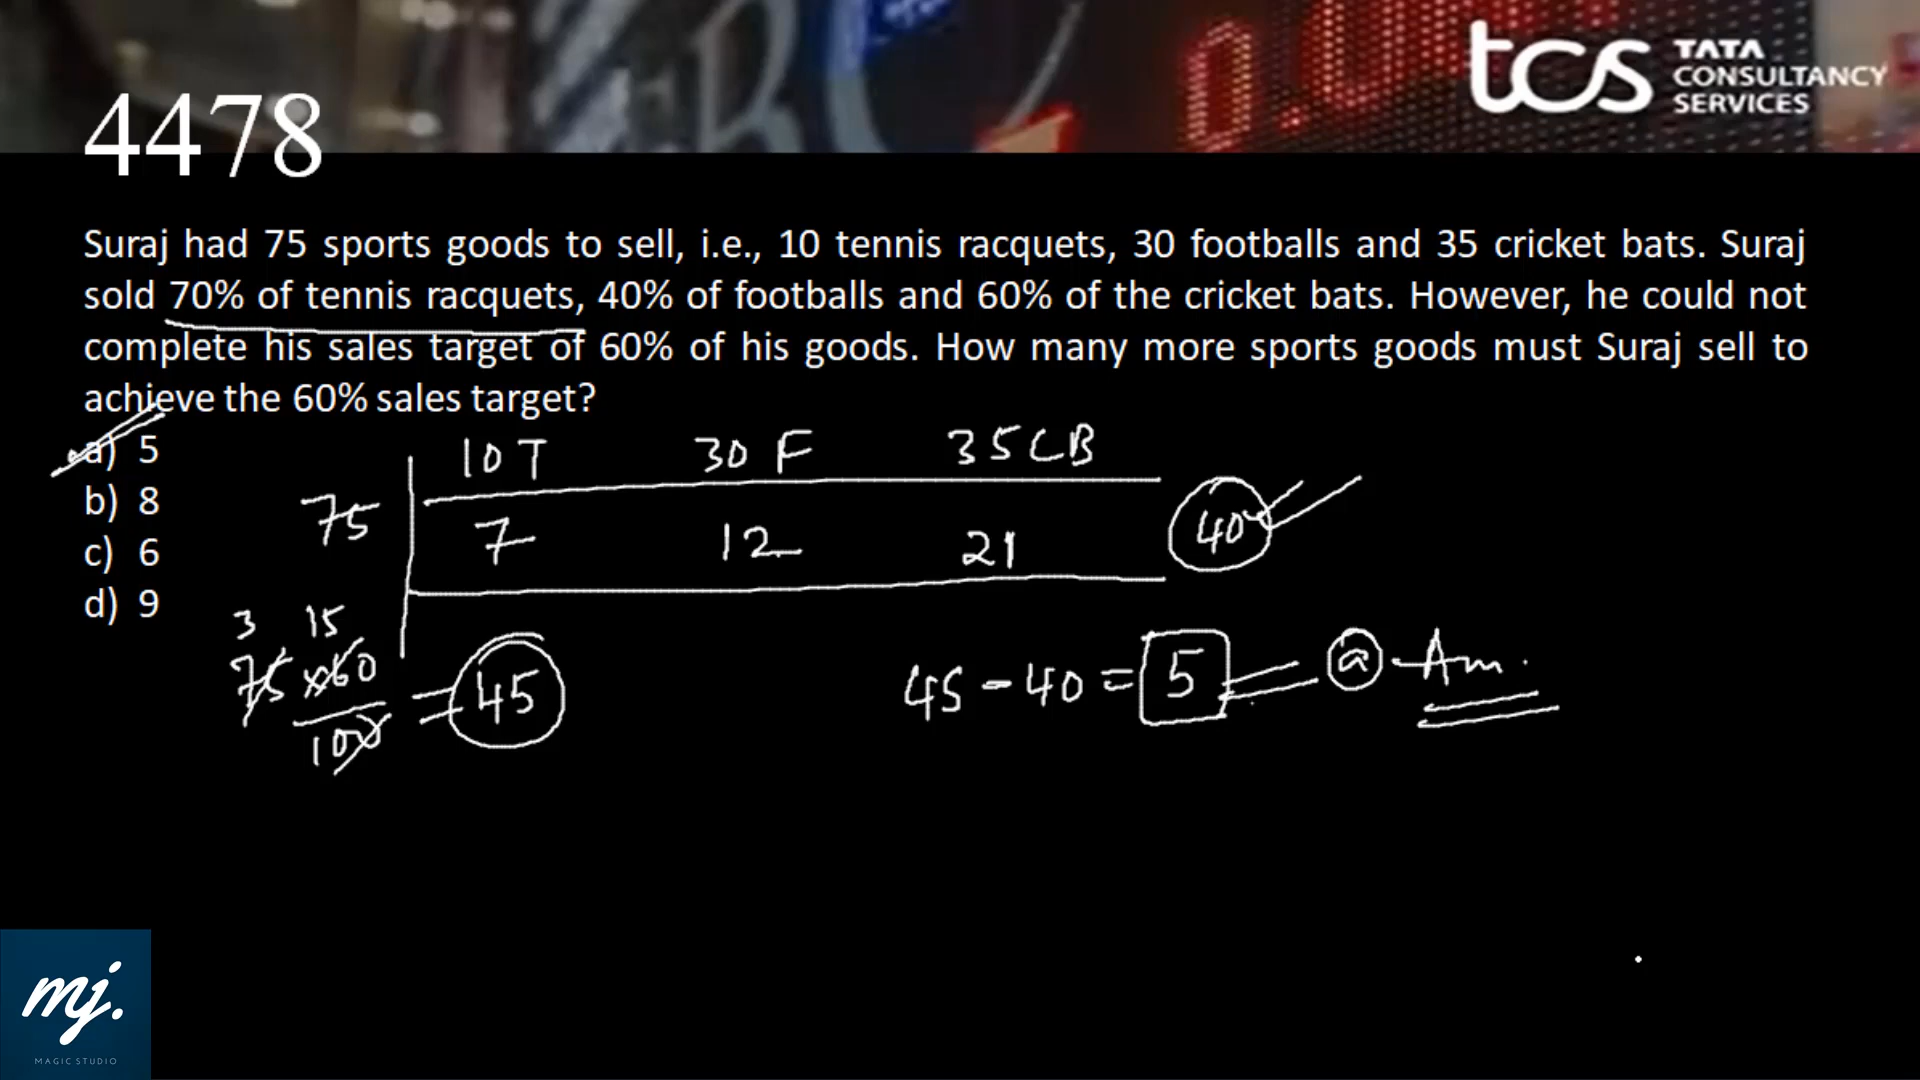 tcs TATA
CONSULTANCY
SERVICES
4478
Suraj had 75 sports goods to sell, i.e., 10 tennis racquets, 30 footballs and 35 cricket bats. Suraj
sold 70% of tennis racquets, 40% of footballs and 60% of the cricket bats. However, he could not
complete his sales target of 60% of his goods. How many more sports goods must Suraj sell to
achieve the 60% sales target?
a) 5
b) 8
c) 6
d) 9
10 T 30 F 35 CB
75 7 12 21 40
3 15
75 x 60
100
= 45
45 - 40 = 5 = a - Am.
mj.
MAGIC STUDIO